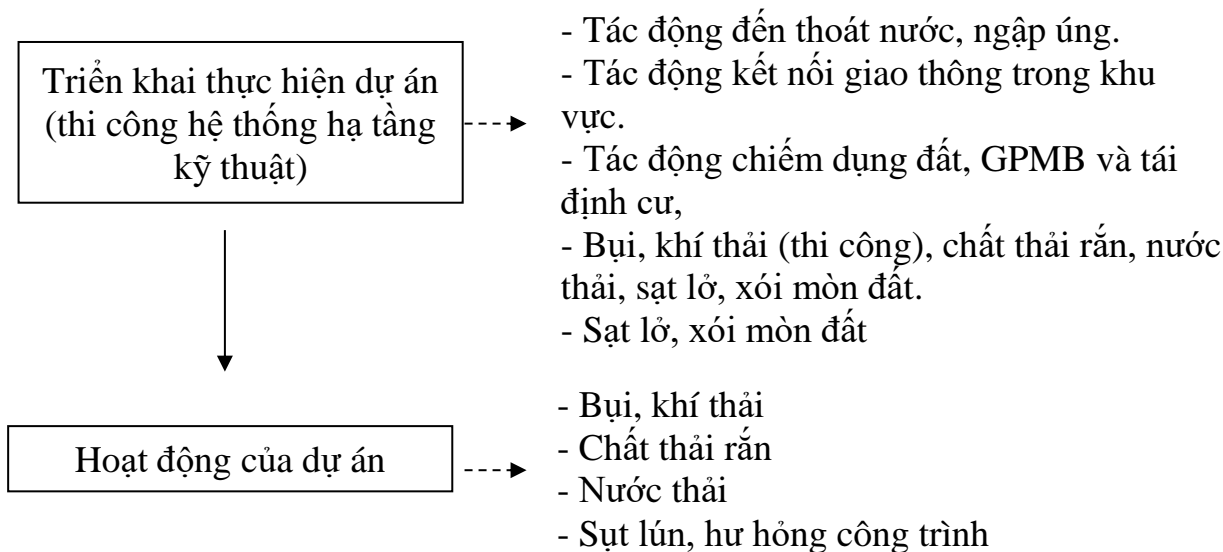 Triển khai thực hiện dự án
(thi công hệ thống hạ tầng
kỹ thuật)
- Tác động đến thoát nước, ngập úng.
- Tác động kết nối giao thông trong khu
vực.
- Tác động chiếm dụng đất, GPMB và tái
định cư,
- Bụi, khí thải (thi công), chất thải rắn, nước
thải, sạt lở, xói mòn đất.
- Sạt lở, xói mòn đất
Hoạt động của dự án
- Bụi, khí thải
- Chất thải rắn
- Nước thải
- Sụt lún, hư hỏng công trình